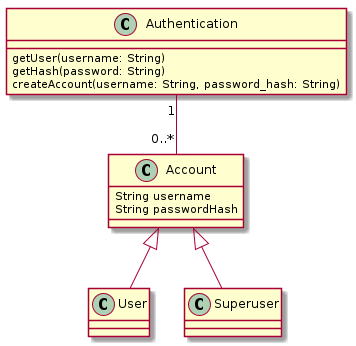 C Authentication
getUser(username: String)
getHash(password: String)
createAccount(username: String, password_hash: String)
1
0..*
C Account
String username
String passwordHash
C User
C Superuser